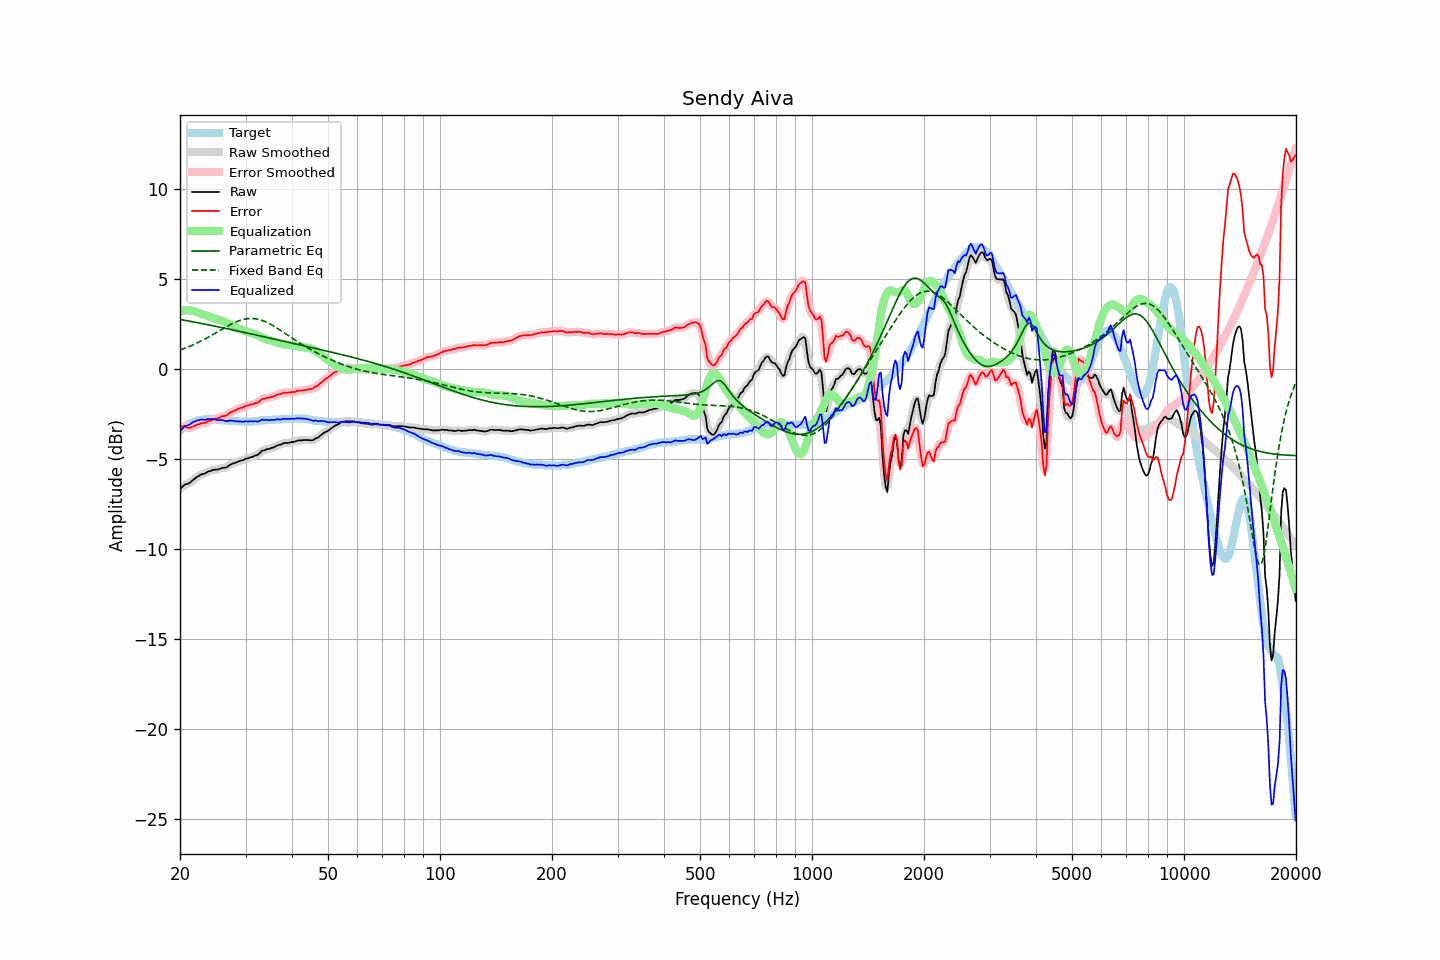 Sendy Aiva
Target
Raw Smoothed
Error Smoothed
Raw
Error
Equalization
Parametric Eq
Fixed Band Eq
Equalized
10
5
0
−5
−10
−15
−20
−25
Amplitude (dBr)
20 50 100 200 500 1000 2000 5000 10000 20000
Frequency (Hz)